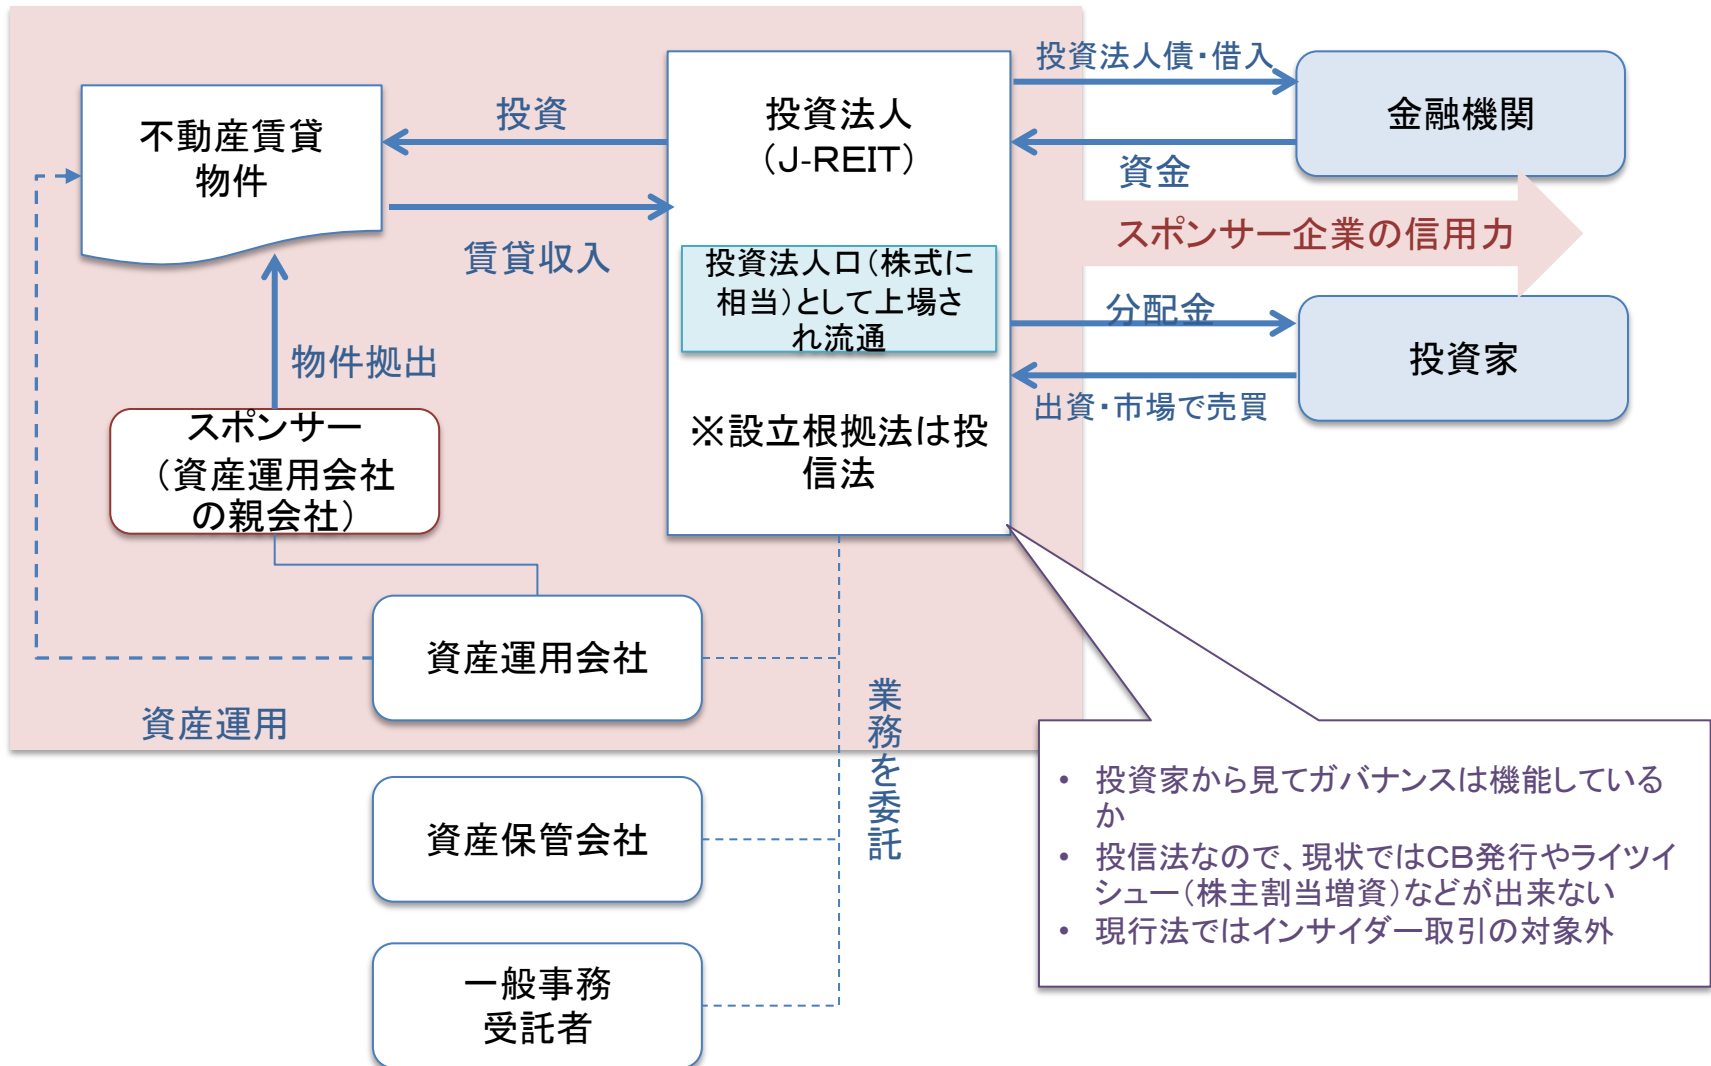 投資法人債・借入
金融機関
資金
投資
不動産賃貸
物件
賃貸収入
投資法人
（J-REIT）
投資法人口（株式に
相当）として上場さ
れ流通
※設立根拠法は投
信法
スポンサー企業の信用力
分配金
投資家
出資・市場で売買
物件拠出
スポンサー
（資産運用会社
の親会社）
資産運用会社
資産運用
業務を委託
資産保管会社
一般事務
受託者
• 投資家から見てガバナンスは機能している
か
• 投信法なので、現状ではCB発行やライツイ
シュー（株主割当増資）などが出来ない
• 現行法ではインサイダー取引の対象外